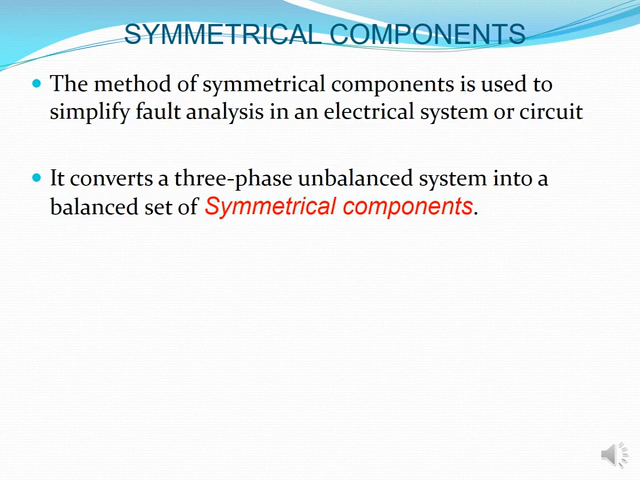 SYMMETRICAL COMPONENTS
The method of symmetrical components is used to
simplify fault analysis in an electrical system or circuit
It converts a three-phase unbalanced system into a
balanced set of Symmetrical components.